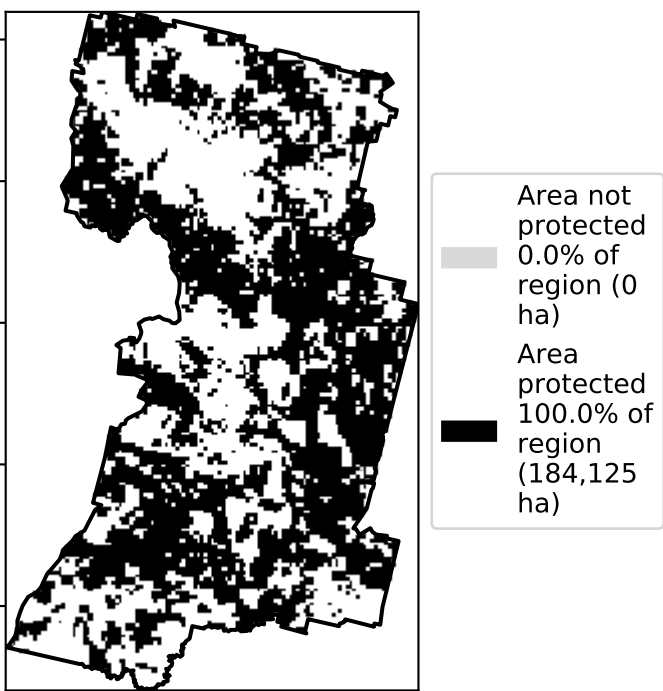 Area not
protected
0.0% of
region (0
ha)
Area
protected
100.0% of
region
(184,125
ha)